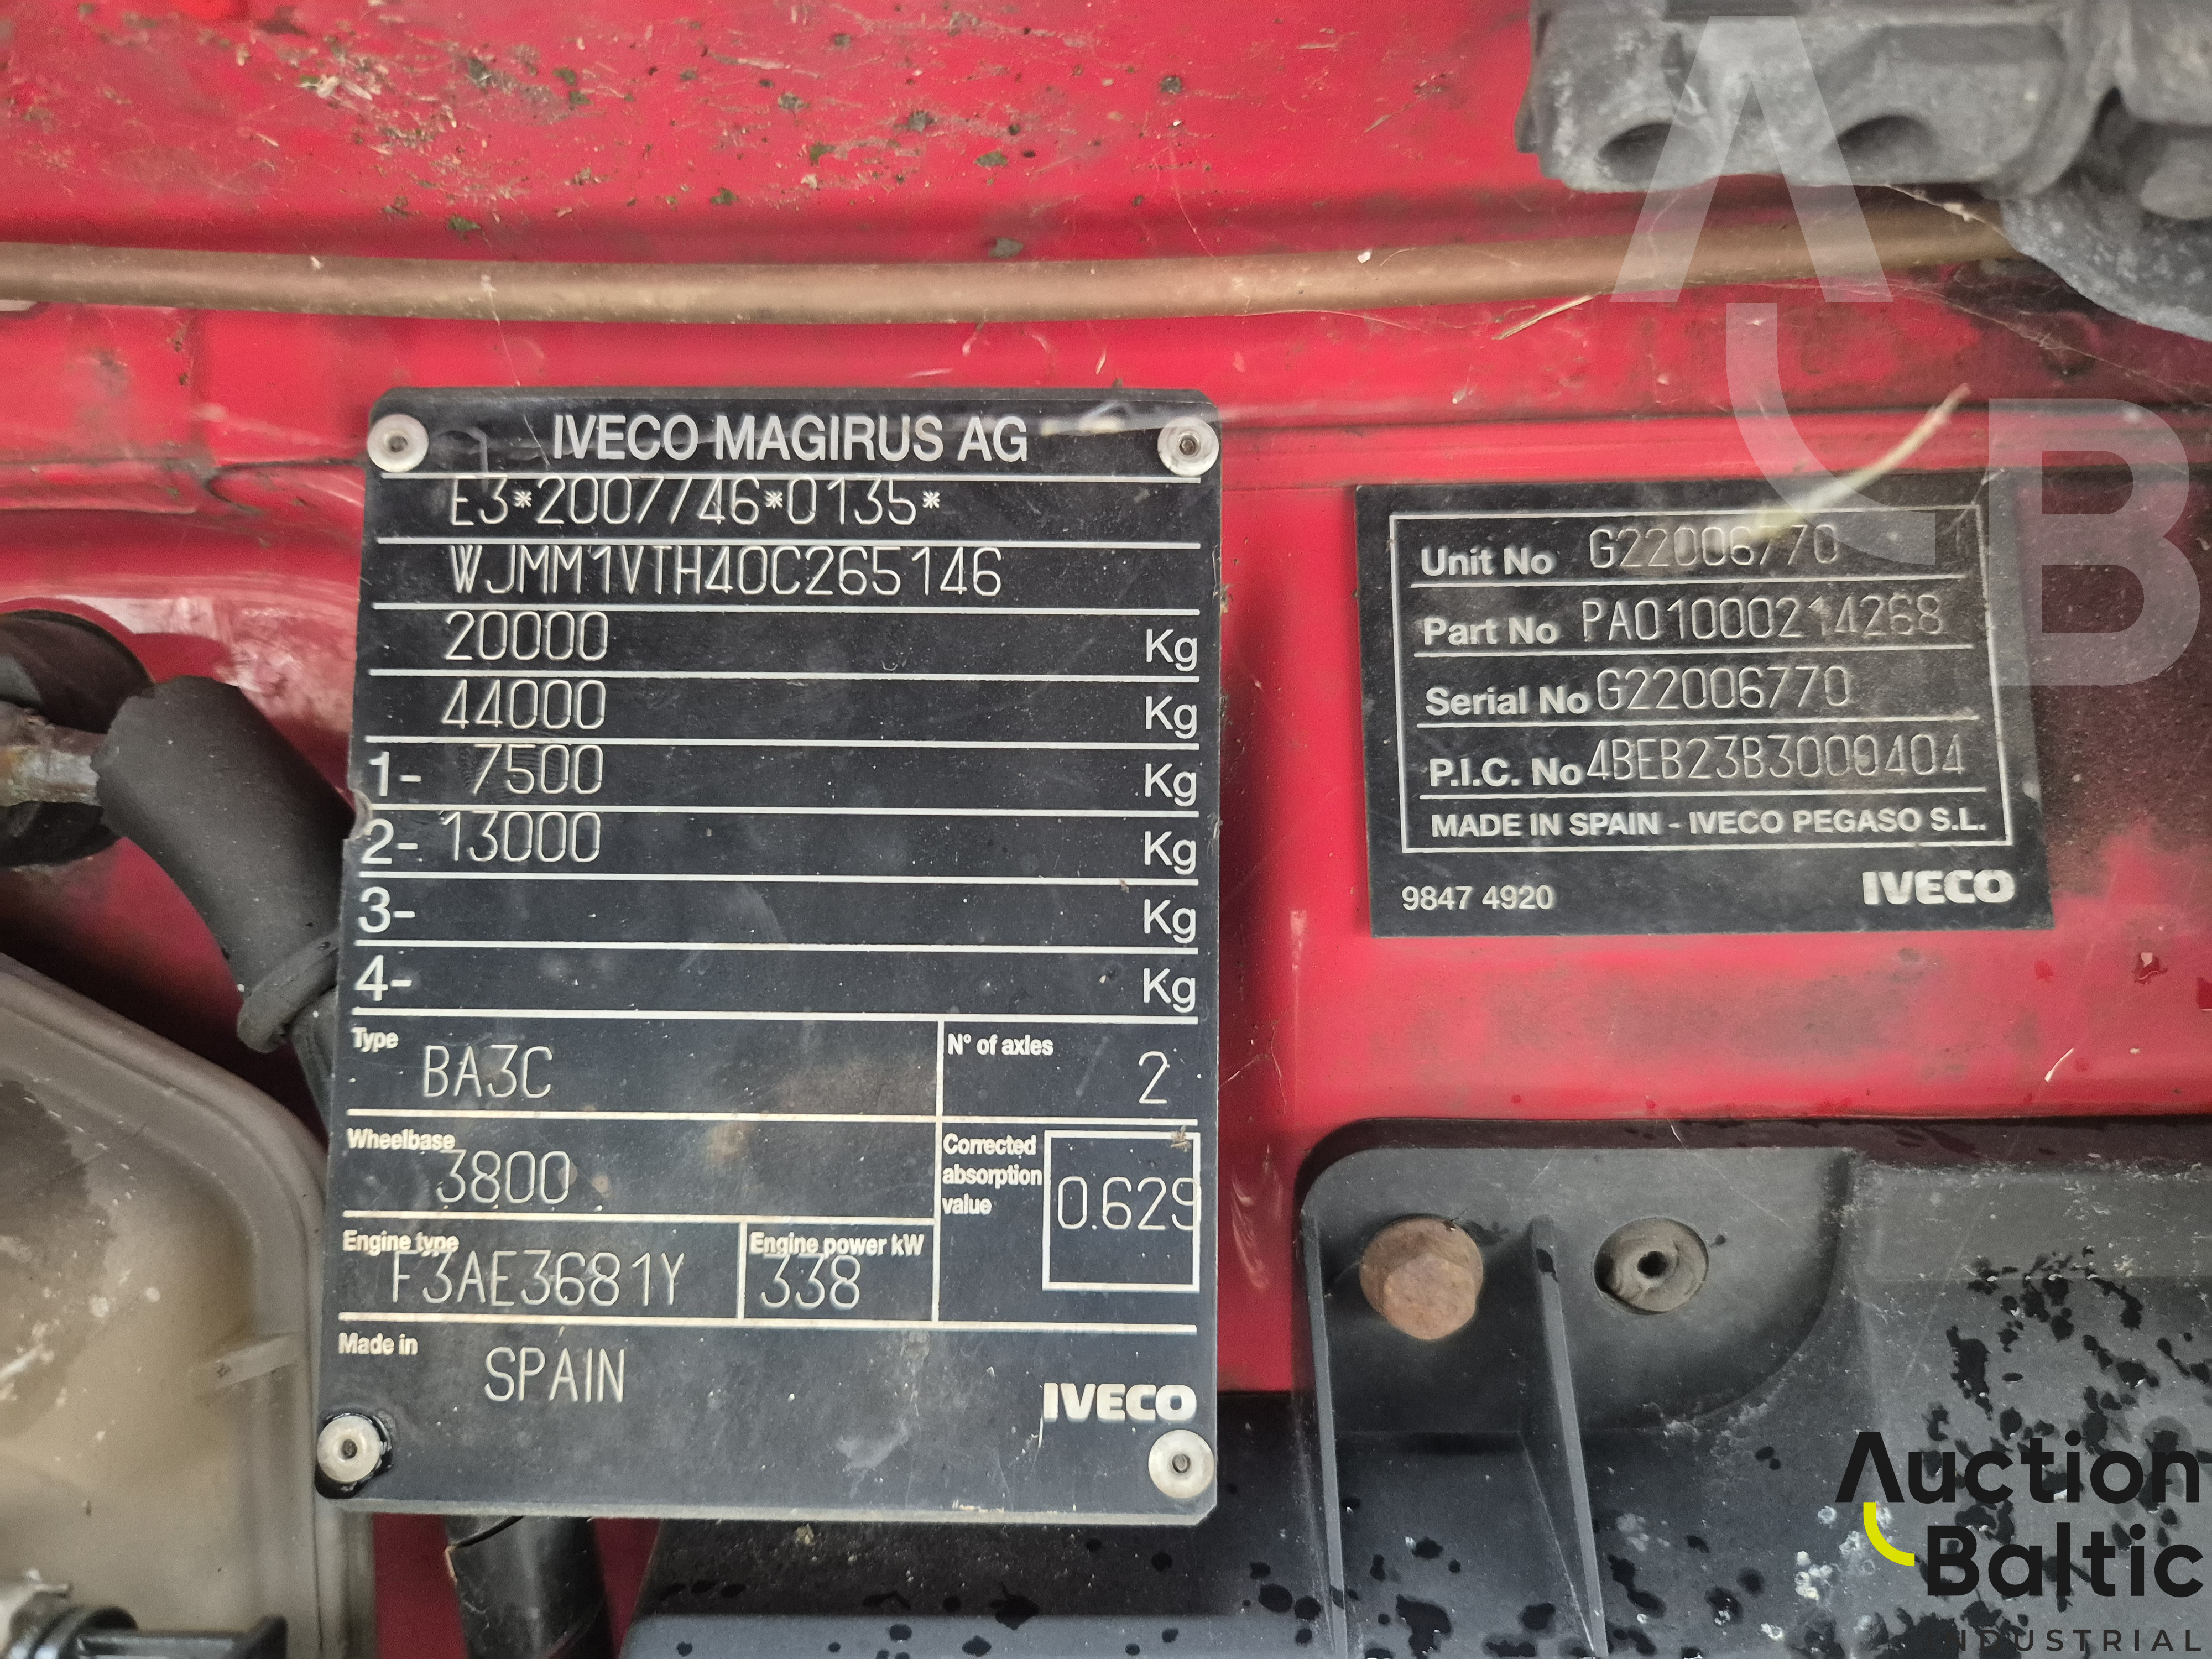 IVECO MAGIRUS AG
E3*2007/46*0135*
WJMM1VTH40C265146
20000 Kg
44000 Kg
1- 7500 Kg
2- 13000 Kg
3- Kg
4- Kg
Type BA3C
N° of axles 2
Wheelbase 3800
Corrected absorption value 0.629
Engine type F3AE3681Y
Engine power kW 338
Made in SPAIN
IVECO
Unit No G22006770
Part No PA01000214268
Serial No G22006770
P.I.C. No 4BEB23B3000404
MADE IN SPAIN - IVECO PEGASO S.L.
9847 4920 IVECO
A
B
Auction
Baltic
INDUSTRIAL